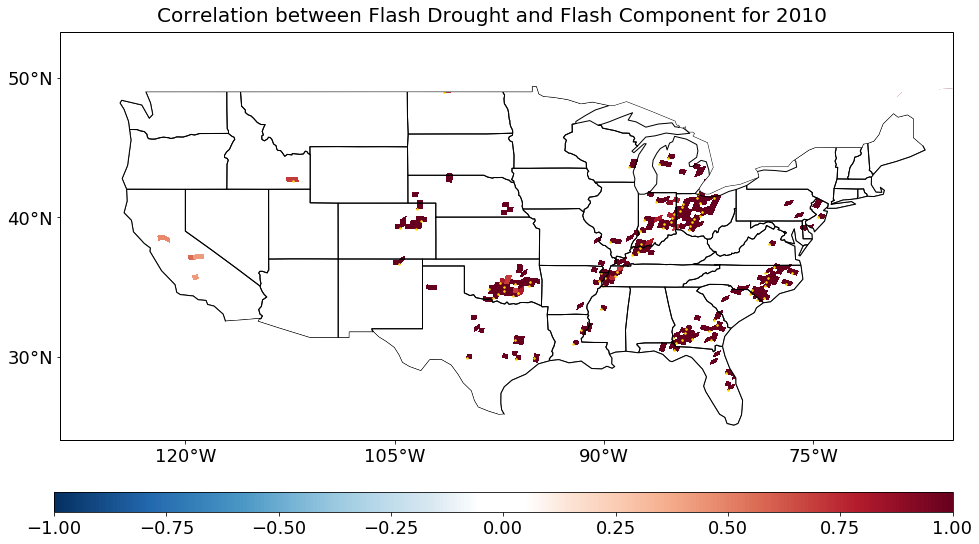 Correlation between Flash Drought and Flash Component for 2010
50°N
40°N
30°N
120°W 105°W 90°W 75°W
−1.00 −0.75 −0.50 −0.25 0.00 0.25 0.50 0.75 1.00